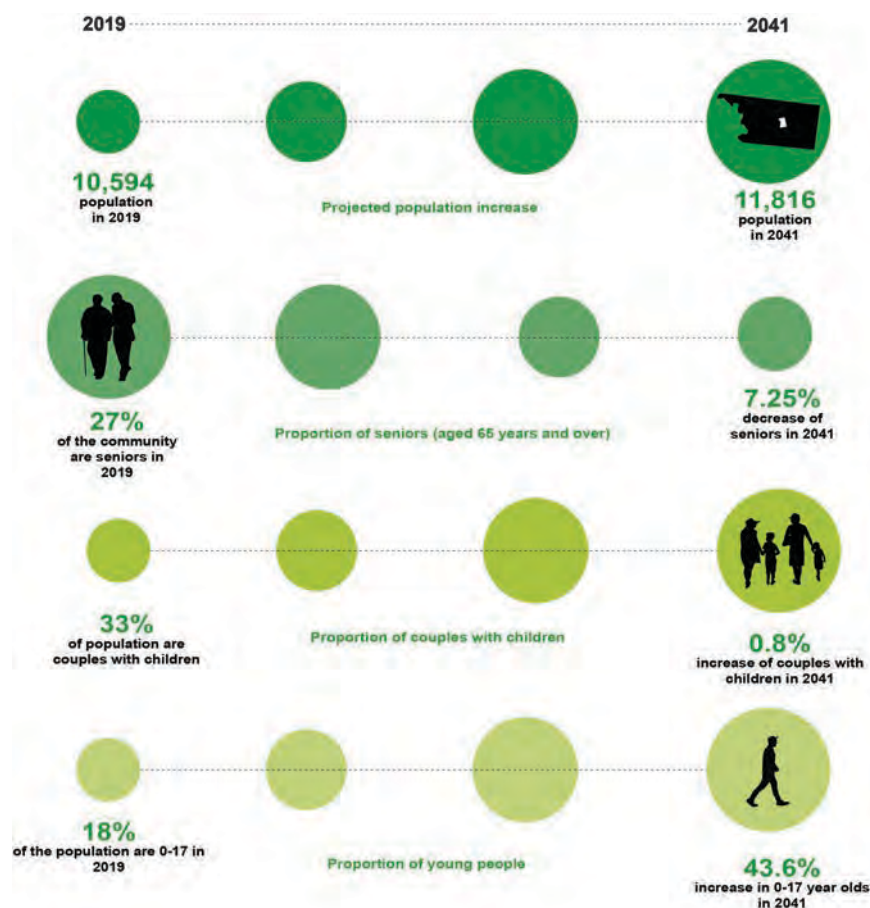 2019
2041
10,594
population
in 2019
Projected population increase
11,816
population
in 2041
27%
of the community
are seniors in
2019
Proportion of seniors (aged 65 years and over)
7.25%
decrease of
seniors in 2041
33%
of population are
couples with children
Proportion of couples with children
0.8%
increase of couples with
children in 2041
18%
of the population are 0-17 in
2019
Proportion of young people
43.6%
increase in 0-17 year olds
in 2041